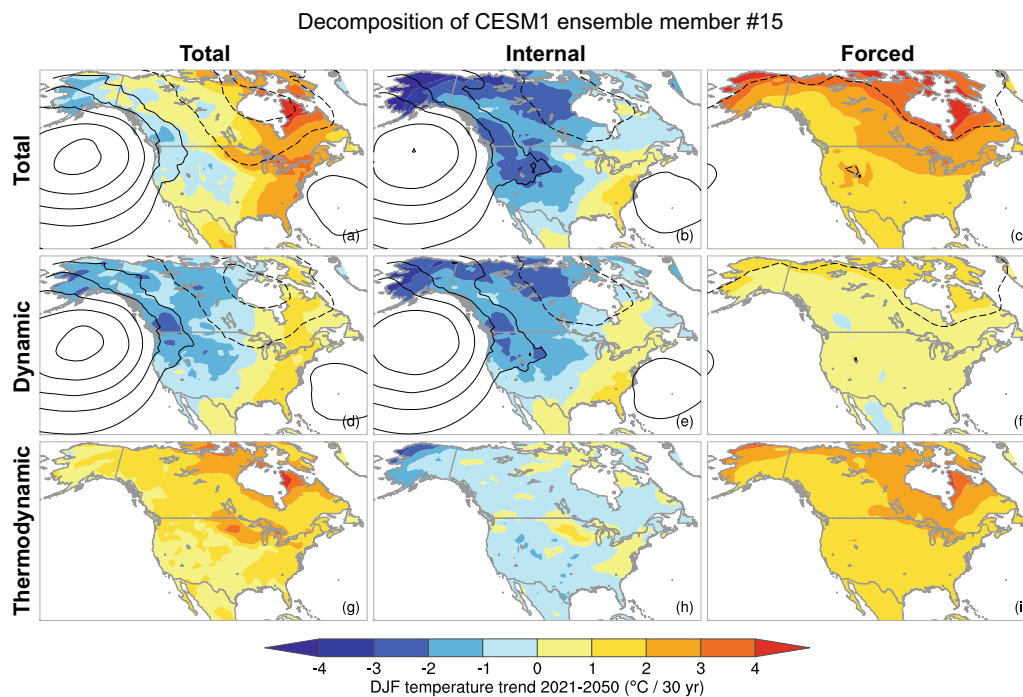 Decomposition of CESM1 ensemble member #15
Total Internal Forced
Total
(a) (b) (c)
Dynamic
(d) (e) (f)
Thermodynamic
(g) (h) (i)
-4 -3 -2 -1 0 1 2 3 4
DJF temperature trend 2021-2050 (°C / 30 yr)